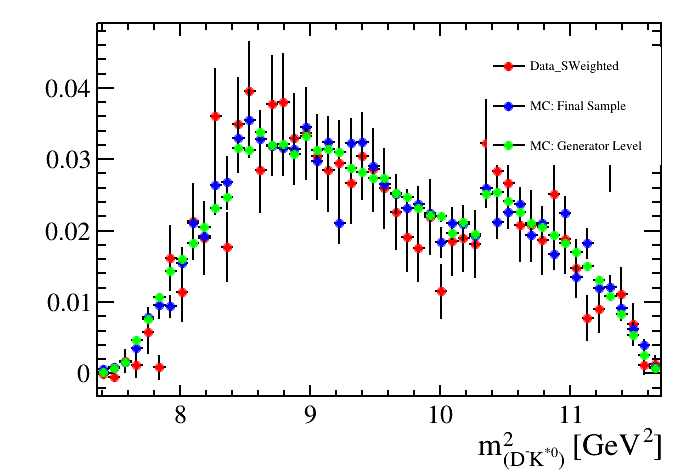 0.04
0.03
0.02
0.01
0
8 9 10 11
Data_SWeighted
MC: Final Sample
MC: Generator Level
m²(D⁻K*⁰) [GeV²]